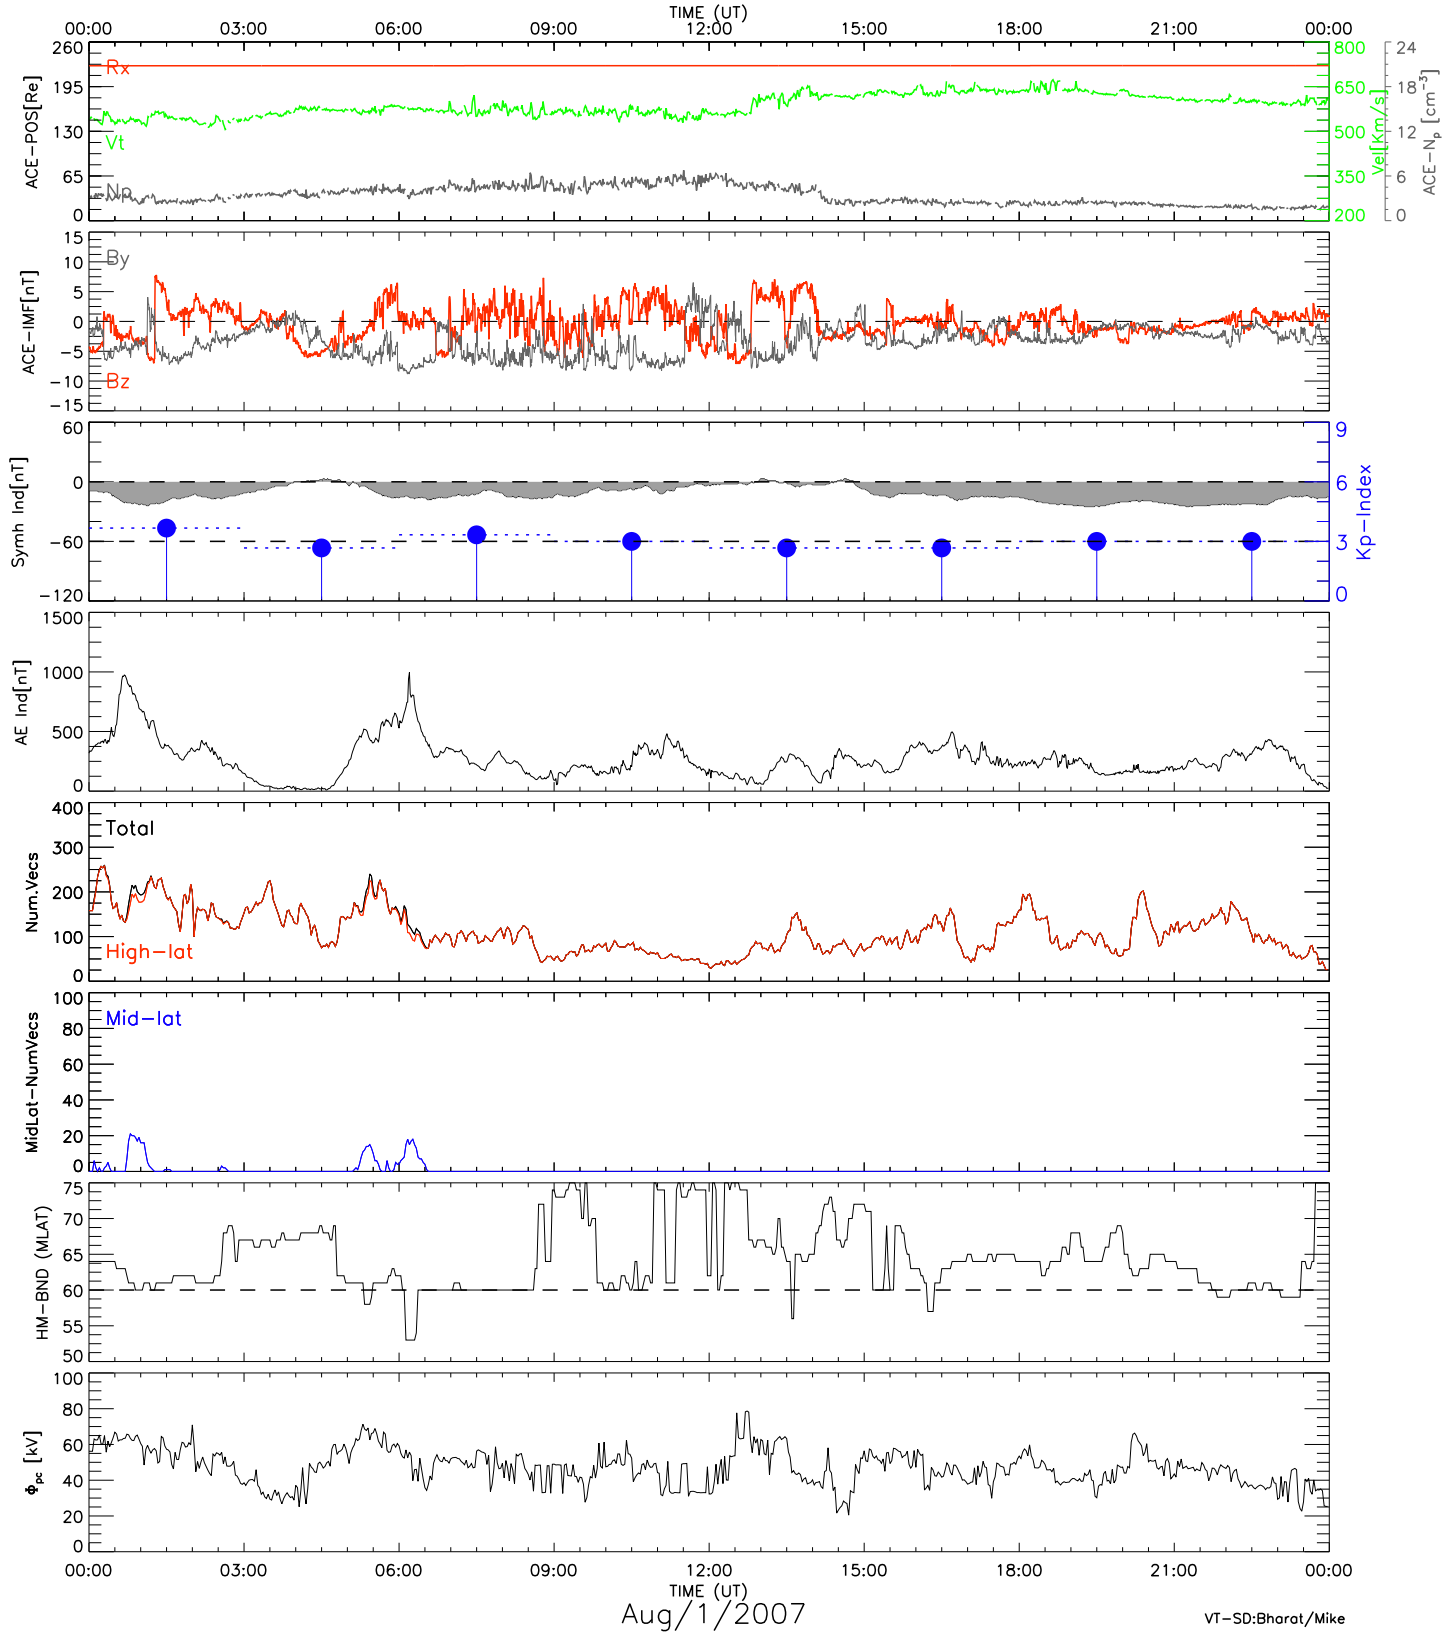 TIME (UT)
00:00 03:00 06:00 09:00 12:00 15:00 18:00 21:00 00:00
ACE-POS[Re]
260
195
130
65
0
Rx
Vt
Np
800
650
500
350
200
Vel[Km/s]
24
18
12
6
0
ACE-Np [cm-3]
ACE-IMF[nT]
15
10
5
0
-5
-10
-15
By
Bz
Symh Ind[nT]
60
0
-60
-120
9
6
3
0
Kp-Index
AE Ind[nT]
1500
1000
500
0
Num.Vecs
400
300
200
100
0
Total
High-lat
MidLat-NumVecs
100
80
60
40
20
0
Mid-lat
HM-BND (MLAT)
75
70
65
60
55
50
Φpc [kV]
100
80
60
40
20
0
00:00 03:00 06:00 09:00 12:00 15:00 18:00 21:00 00:00
TIME (UT)
Aug/1/2007
VT-SD:Bharat/Mike